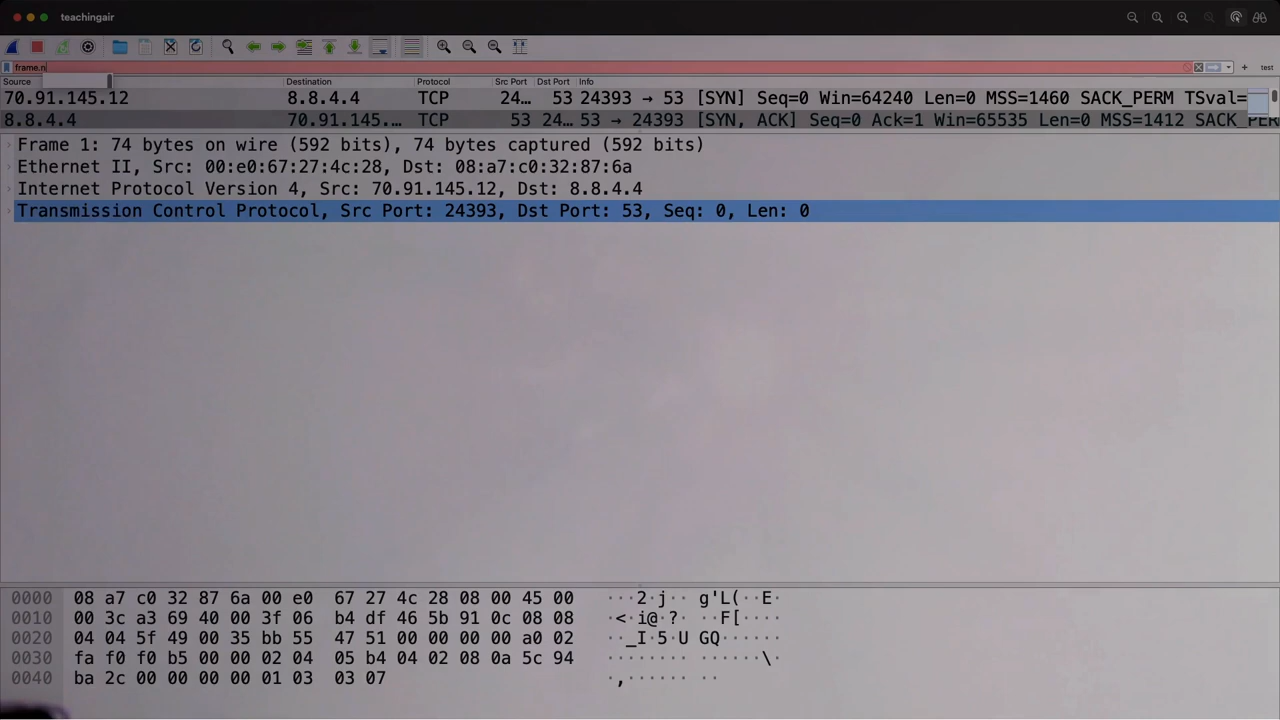 teachingair
frame.n
test
Source Destination Protocol Src Port Dst Port Info
70.91.145.12 8.8.4.4 TCP 24… 53 24393 → 53 [SYN] Seq=0 Win=64240 Len=0 MSS=1460 SACK_PERM TSval=
8.8.4.4 70.91.145.… TCP 53 24… 53 → 24393 [SYN, ACK] Seq=0 Ack=1 Win=65535 Len=0 MSS=1412 SACK_PER
Frame 1: 74 bytes on wire (592 bits), 74 bytes captured (592 bits)
Ethernet II, Src: 00:e0:67:27:4c:28, Dst: 08:a7:c0:32:87:6a
Internet Protocol Version 4, Src: 70.91.145.12, Dst: 8.8.4.4
Transmission Control Protocol, Src Port: 24393, Dst Port: 53, Seq: 0, Len: 0
0000 08 a7 c0 32 87 6a 00 e0 67 27 4c 28 08 00 45 00 ···2·j·· g'L(··E·
0010 00 3c a3 69 40 00 3f 06 b4 df 46 5b 91 0c 08 08 ·<·i@·?· ··F[····
0020 04 04 5f 49 00 35 bb 55 47 51 00 00 00 00 a0 02 ··_I·5·U GQ······
0030 fa f0 f0 b5 00 00 02 04 05 b4 04 02 08 0a 5c 94 ········ ······\·
0040 ba 2c 00 00 00 00 01 03 03 07 ·,······ ··